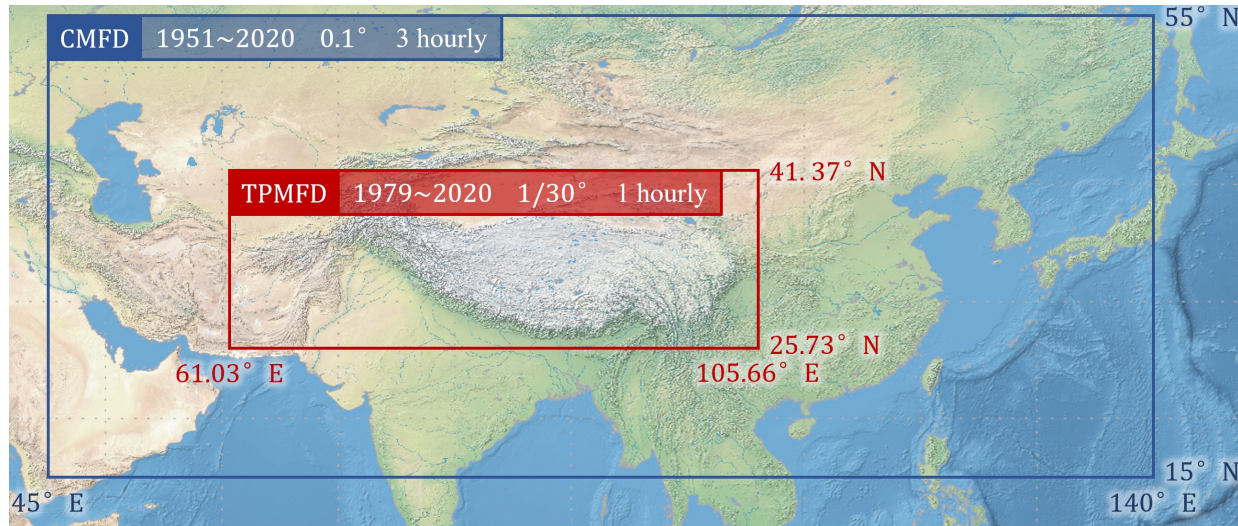 55° N
CMFD 1951~2020 0.1° 3 hourly
TPMFD 1979~2020 1/30° 1 hourly
41.37° N
25.73° N
61.03° E
105.66° E
15° N
45° E
140° E